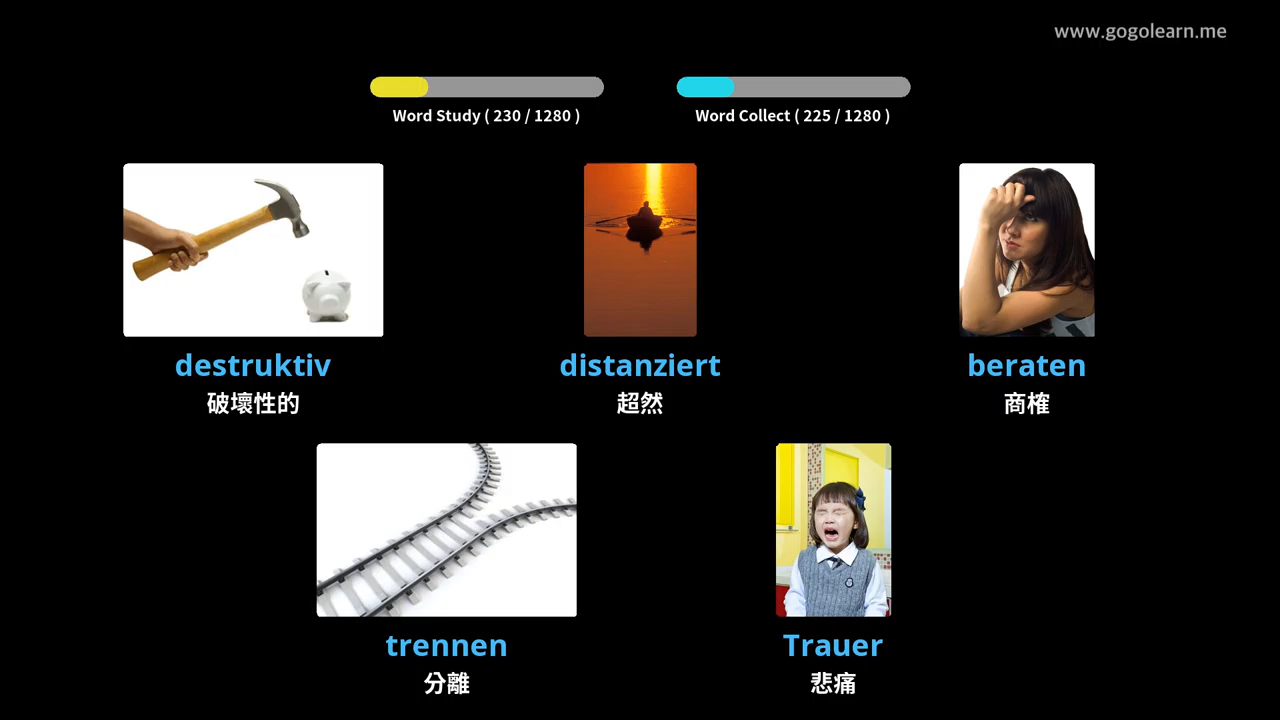 www.gogolearn.me
Word Study ( 230 / 1280 )
Word Collect ( 225 / 1280 )
destruktiv
破壞性的
distanziert
超然
beraten
商榷
trennen
分離
Trauer
悲痛